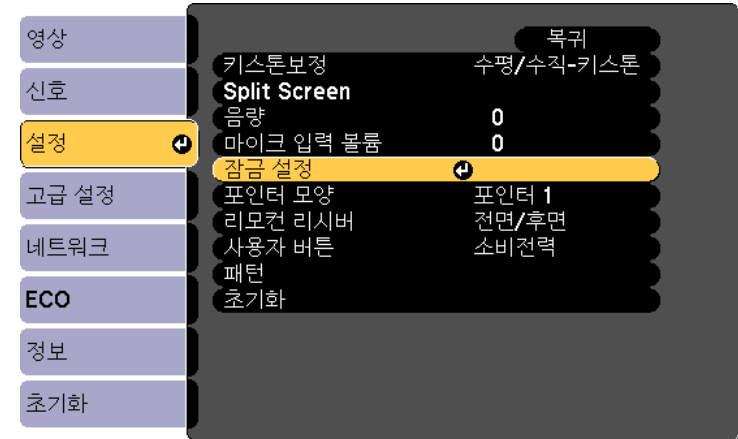 영상
신호
설정
고급 설정
네트워크
ECO
정보
초기화
복귀
키스톤보정 수평/수직-키스톤
Split Screen
음량 0
마이크 입력 볼륨 0
잠금 설정
포인터 모양 포인터 1
리모컨 리시버 전면/후면
사용자 버튼 소비전력
패턴
초기화